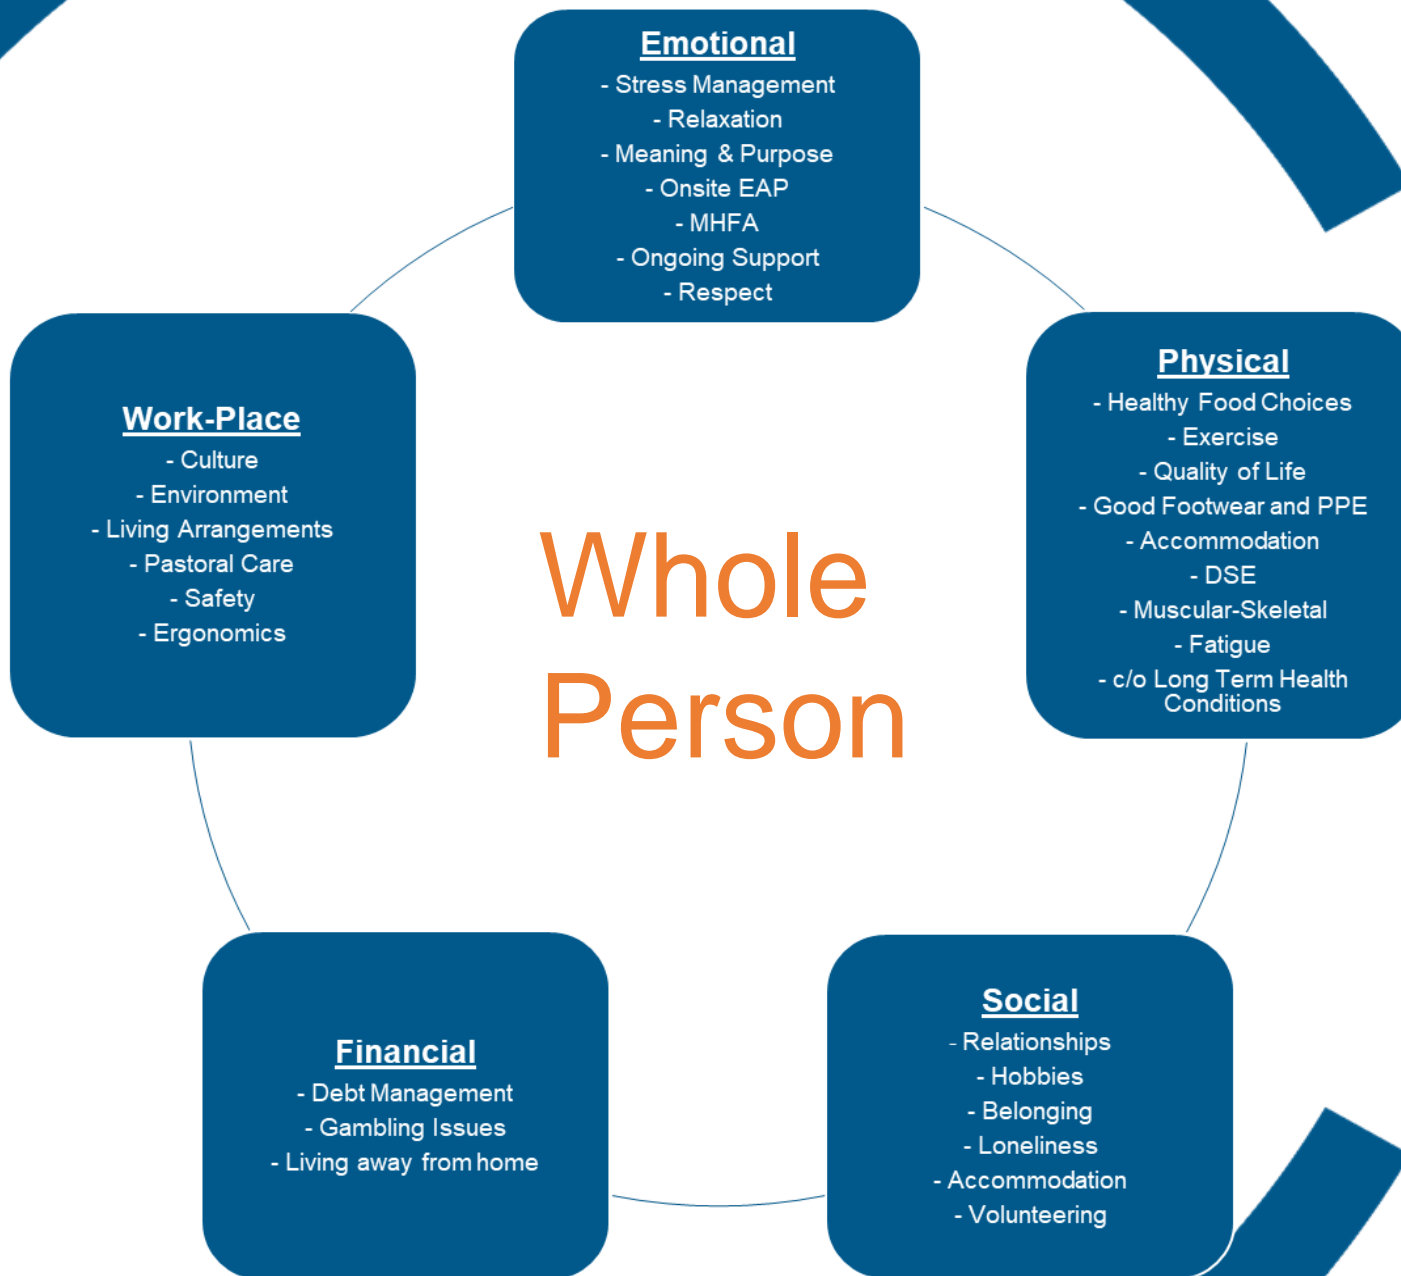 Emotional
- Stress Management
- Relaxation
- Meaning & Purpose
- Onsite EAP
- MHFA
- Ongoing Support
- Respect
Physical
- Healthy Food Choices
- Exercise
- Quality of Life
- Good Footwear and PPE
- Accommodation
- DSE
- Muscular-Skeletal
- Fatigue
- c/o Long Term Health
Conditions
Work-Place
- Culture
- Environment
- Living Arrangements
- Pastoral Care
- Safety
- Ergonomics
Whole
Person
Social
- Relationships
- Hobbies
- Belonging
- Loneliness
- Accommodation
- Volunteering
Financial
- Debt Management
- Gambling Issues
- Living away from home